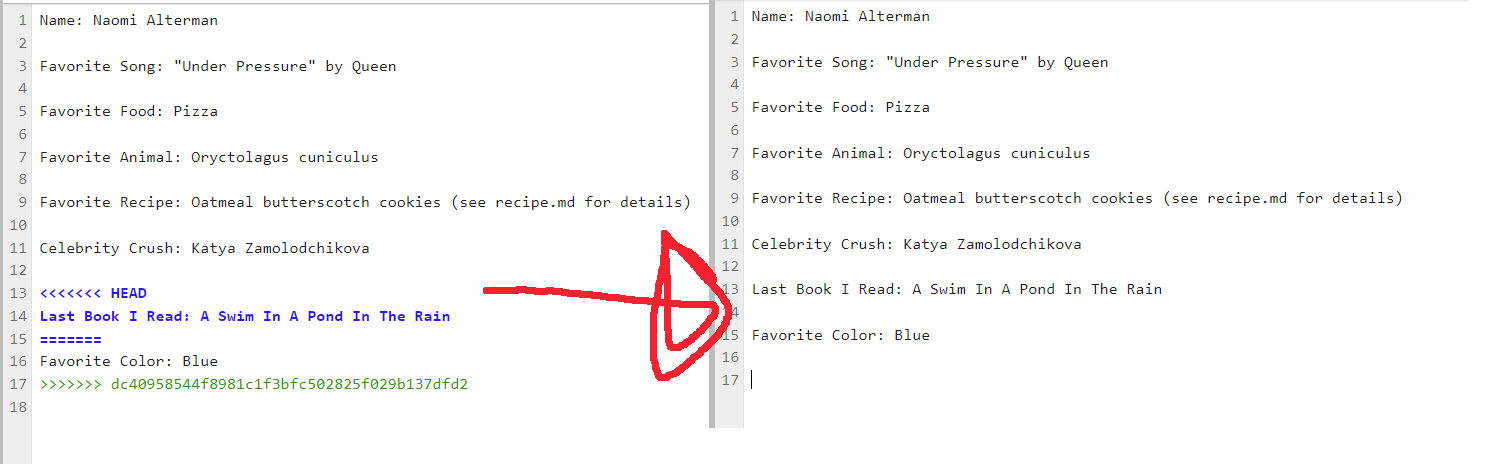 1 Name: Naomi Alterman
2
3 Favorite Song: "Under Pressure" by Queen
4
5 Favorite Food: Pizza
6
7 Favorite Animal: Oryctolagus cuniculus
8
9 Favorite Recipe: Oatmeal butterscotch cookies (see recipe.md for details)
10
11 Celebrity Crush: Katya Zamolodchikova
12
13 <<<<<<< HEAD
14 Last Book I Read: A Swim In A Pond In The Rain
15 =======
16 Favorite Color: Blue
17 >>>>>>> dc40958544f8981c1f3bfc502825f029b137dfd2
18
1 Name: Naomi Alterman
2
3 Favorite Song: "Under Pressure" by Queen
4
5 Favorite Food: Pizza
6
7 Favorite Animal: Oryctolagus cuniculus
8
9 Favorite Recipe: Oatmeal butterscotch cookies (see recipe.md for details)
10
11 Celebrity Crush: Katya Zamolodchikova
12
13 Last Book I Read: A Swim In A Pond In The Rain
14
15 Favorite Color: Blue
16
17